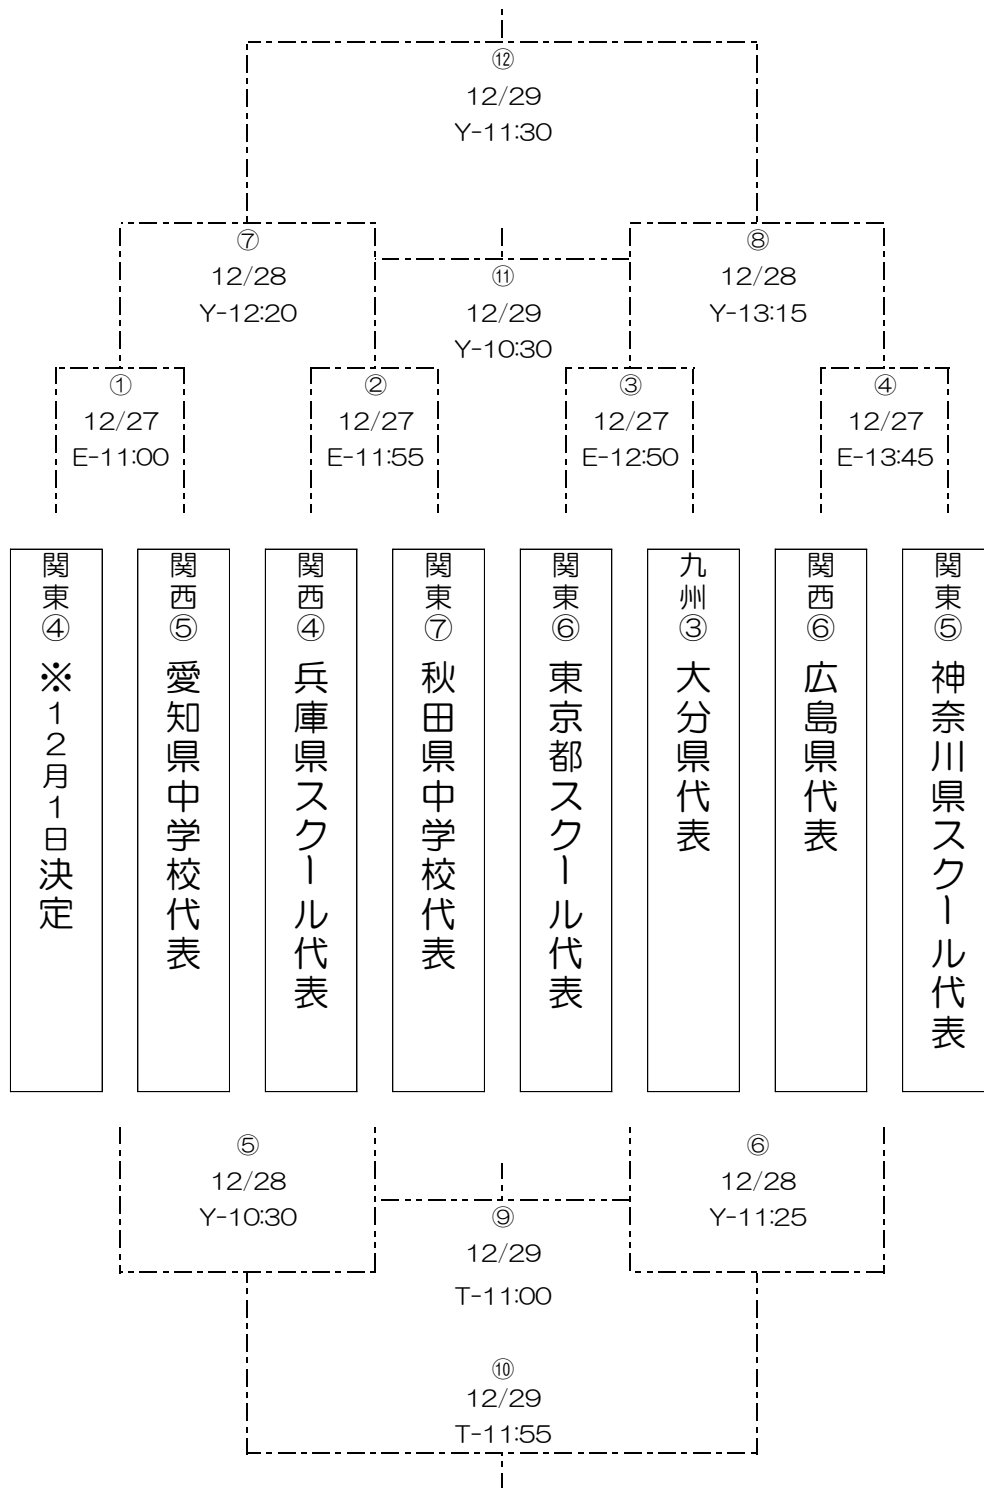 ⑫
12/29
Y-11:30
⑦
12/28
Y-12:20
⑪
12/29
Y-10:30
⑧
12/28
Y-13:15
①
12/27
E-11:00
②
12/27
E-11:55
③
12/27
E-12:50
④
12/27
E-13:45
関東④ ※12月1日決定
関西⑤ 愛知県中学校代表
関西④ 兵庫県スクール代表
関東⑦ 秋田県中学校代表
関東⑥ 東京都スクール代表
九州③ 大分県代表
関西⑥ 広島県代表
関東⑤ 神奈川県スクール代表
⑤
12/28
Y-10:30
⑨
12/29
T-11:00
⑥
12/28
Y-11:25
⑩
12/29
T-11:55